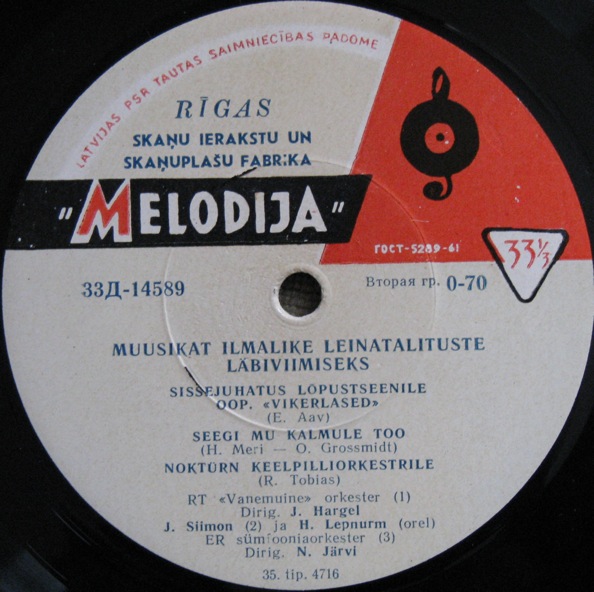 LATVIJAS PSR TAUTAS SAIMNIECĪBAS PADOME
RĪGAS
SKAŅU IERAKSTU UN
SKAŅUPLAŠU FABRIKA
"MELODIJA"
ГОСТ-5289-61
33⅓
33Д-14589
Вторая гр. 0-70
MUUSIKAT ILMALIKE LEINATALITUSTE
LÄBIVIIMISEKS
SISSEJUHATUS LÕPUSTSEENILE
OOP. «VIKERLASED»
(E. Aav)
SEEGI MU KALMULE TOO
(H. Meri — O. Grossmidt)
NOKTÜRN KEELPILLIORKESTRILE
(R. Tobias)
RT «Vanemuine» orkester (1)
Dirig. J. Hargel
J. Siimon (2) ja H. Lepnurm (orel)
ER sümfooniaorkester (3)
Dirig. N. Järvi
35. tip. 4716